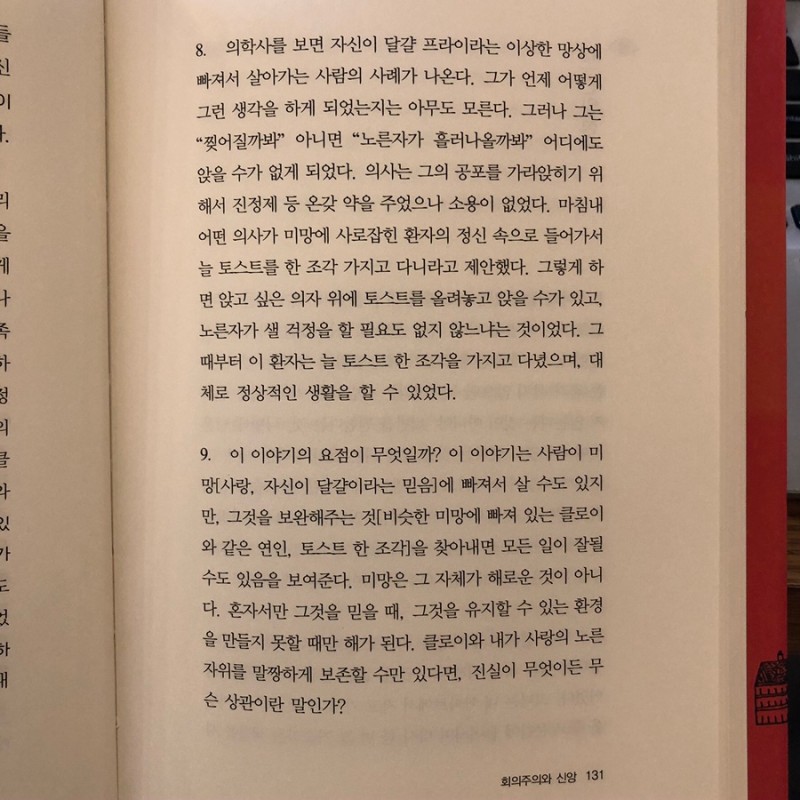 8. 의학사를 보면 자신이 달걀 프라이라는 이상한 망상에
빠져서 살아가는 사람의 사례가 나온다. 그가 언제 어떻게
그런 생각을 하게 되었는지는 아무도 모른다. 그러나 그는
“찢어질까봐” 아니면 “노른자가 흘러나올까봐” 어디에도
앉을 수가 없게 되었다. 의사는 그의 공포를 가라앉히기 위
해서 진정제 등 온갖 약을 주었으나 소용이 없었다. 마침내
어떤 의사가 미망에 사로잡힌 환자의 정신 속으로 들어가서
늘 토스트를 한 조각 가지고 다니라고 제안했다. 그렇게 하
면 앉고 싶은 의자 위에 토스트를 올려놓고 앉을 수가 있고,
노른자가 샐 걱정을 할 필요도 없지 않느냐는 것이었다. 그
때부터 이 환자는 늘 토스트 한 조각을 가지고 다녔으며, 대
체로 정상적인 생활을 할 수 있었다.
9. 이 이야기의 요점이 무엇일까? 이 이야기는 사람이 미
망[사랑, 자신이 달걀이라는 믿음]에 빠져서 살 수도 있지
만, 그것을 보완해주는 것[비슷한 미망에 빠져 있는 클로이
와 같은 연인, 토스트 한 조각]을 찾아내면 모든 일이 잘될
수도 있음을 보여준다. 미망은 그 자체가 해로운 것이 아니
다. 혼자서만 그것을 믿을 때, 그것을 유지할 수 있는 환경
을 만들지 못할 때만 해가 된다. 클로이와 내가 사랑의 노른
자위를 말짱하게 보존할 수만 있다면, 진실이 무엇이든 무
슨 상관이란 말인가?
회의주의와 신앙 131